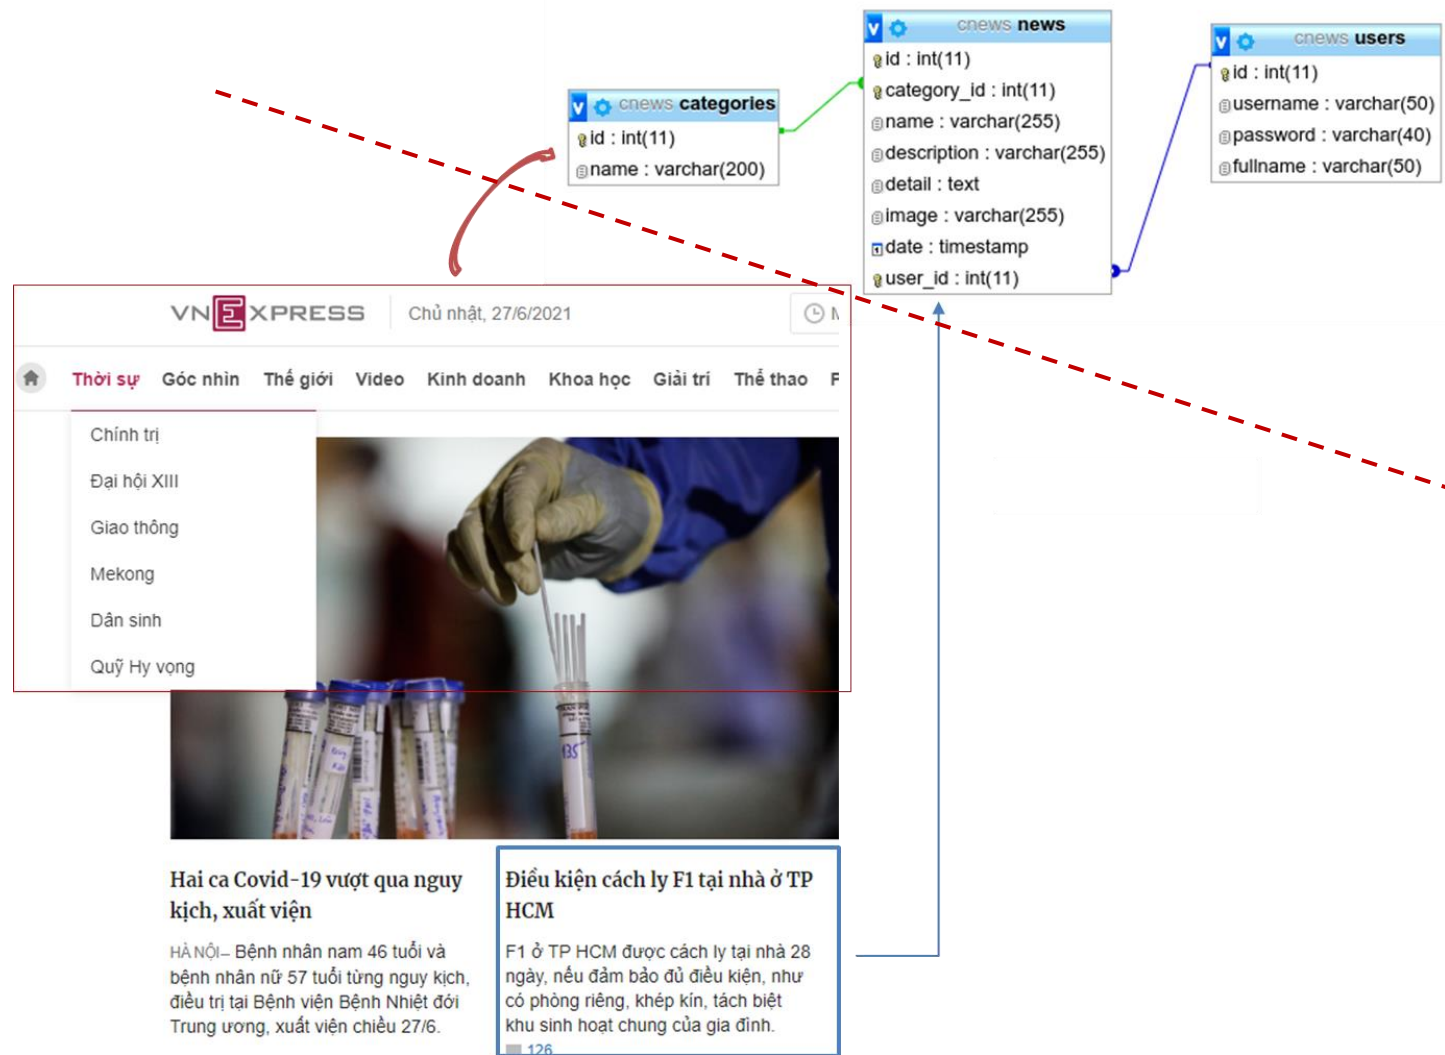 cnews news
id : int(11)
category_id : int(11)
name : varchar(255)
description : varchar(255)
detail : text
image : varchar(255)
date : timestamp
user_id : int(11)
cnews users
id : int(11)
username : varchar(50)
password : varchar(40)
fullname : varchar(50)
cnews categories
id : int(11)
name : varchar(200)
VNEXPRESS
Chủ nhật, 27/6/2021
Thời sự Góc nhìn Thế giới Video Kinh doanh Khoa học Giải trí Thể thao
Chính trị
Đại hội XIII
Giao thông
Mekong
Dân sinh
Quỹ Hy vọng
Hai ca Covid-19 vượt qua nguy
kịch, xuất viện
HÀ NỘI– Bệnh nhân nam 46 tuổi và
bệnh nhân nữ 57 tuổi từng nguy kịch,
điều trị tại Bệnh viện Bệnh Nhiệt đới
Trung ương, xuất viện chiều 27/6.
Điều kiện cách ly F1 tại nhà ở TP
HCM
F1 ở TP HCM được cách ly tại nhà 28
ngày, nếu đảm bảo đủ điều kiện, như
có phòng riêng, khép kín, tách biệt
khu sinh hoạt chung của gia đình.
126